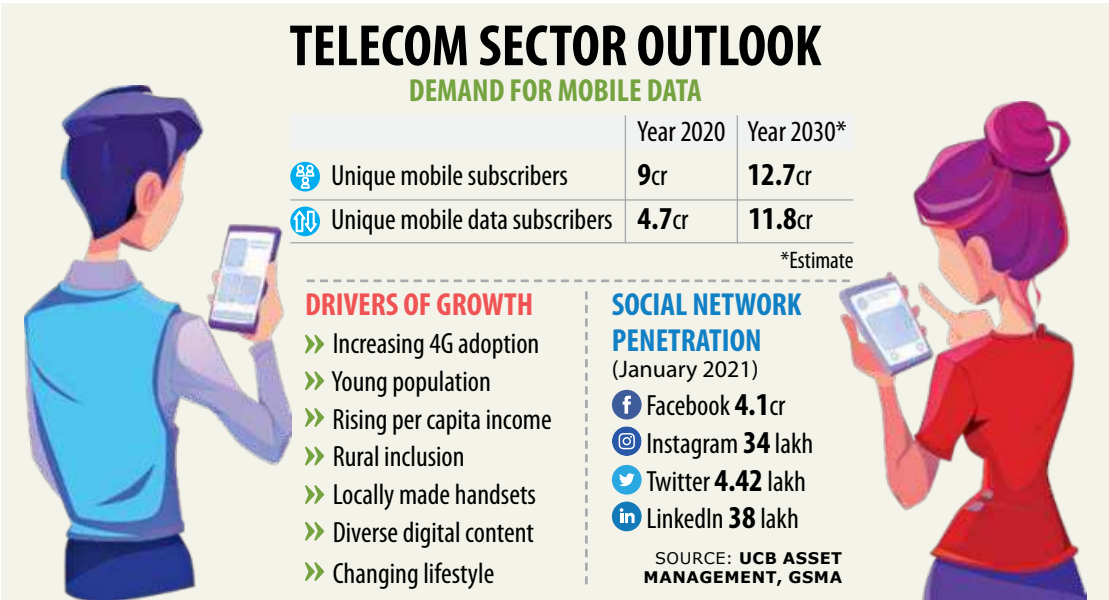 TELECOM SECTOR OUTLOOK
DEMAND FOR MOBILE DATA
Year 2020 Year 2030*
Unique mobile subscribers 9cr 12.7cr
Unique mobile data subscribers 4.7cr 11.8cr
*Estimate
DRIVERS OF GROWTH
Increasing 4G adoption
Young population
Rising per capita income
Rural inclusion
Locally made handsets
Diverse digital content
Changing lifestyle
SOCIAL NETWORK
PENETRATION
(January 2021)
Facebook 4.1cr
Instagram 34 lakh
Twitter 4.42 lakh
LinkedIn 38 lakh
SOURCE: UCB ASSET
MANAGEMENT, GSMA